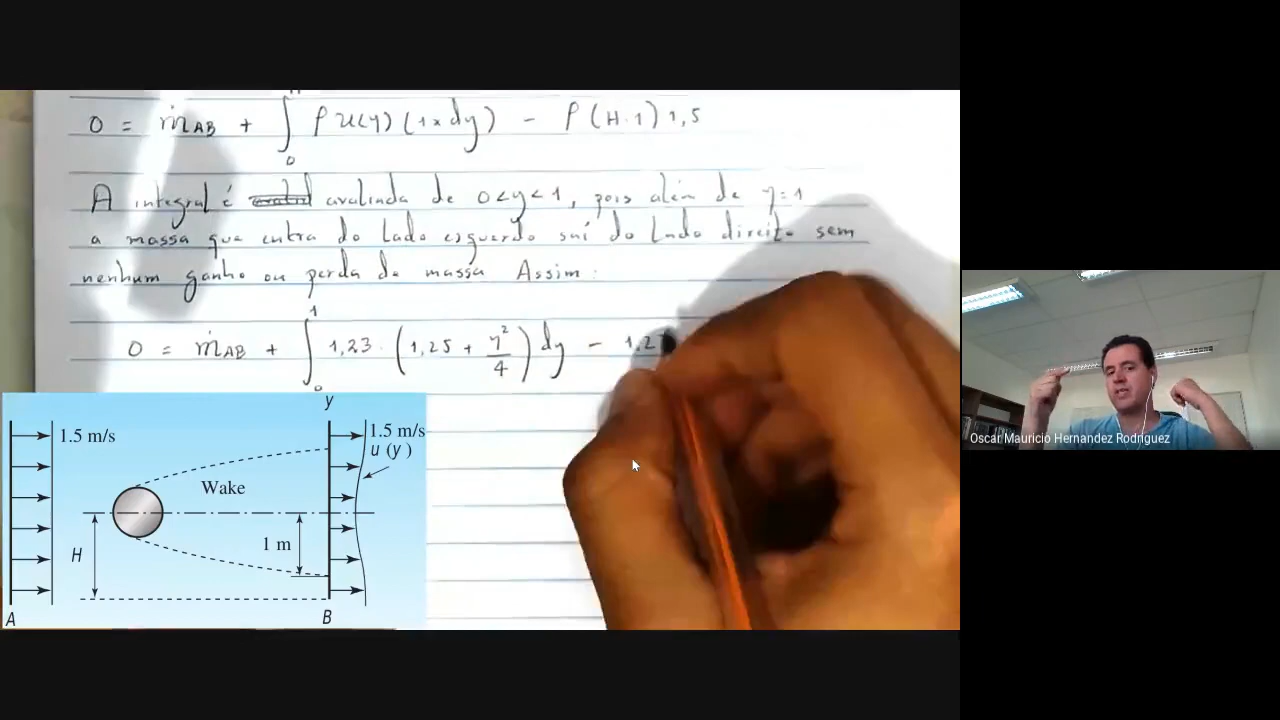 0 = ṁAB + ∫₀ ρ u(y) (1× dy) − ρ (H·1) 1,5
A integral é avaliada de 0<y<1, pois além de y=1
a massa que entra do lado esquerdo saí do lado direito sem
nenhum ganho ou perda de massa Assim:
0 = ṁAB + ∫₀¹ 1,23 · (1,25 + y²/4) dy − 1,2
y
1.5 m/s
1.5 m/s
u (y)
Wake
H
1 m
A
B
Oscar Mauricio Hernandez Rodriguez